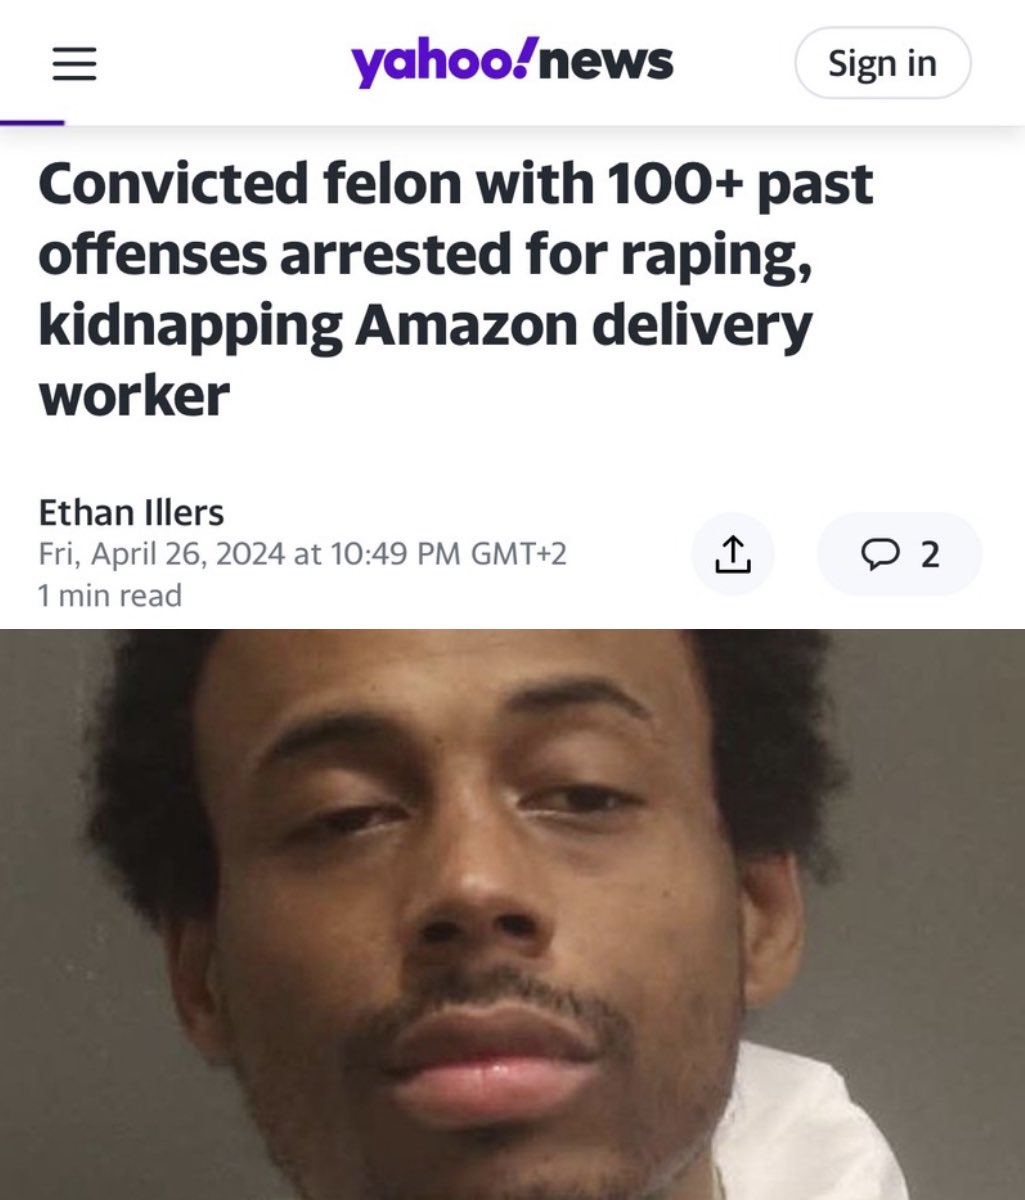 yahoo!news
Sign in
Convicted felon with 100+ past
offenses arrested for raping,
kidnapping Amazon delivery
worker
Ethan Illers
Fri, April 26, 2024 at 10:49 PM GMT+2
1 min read
2